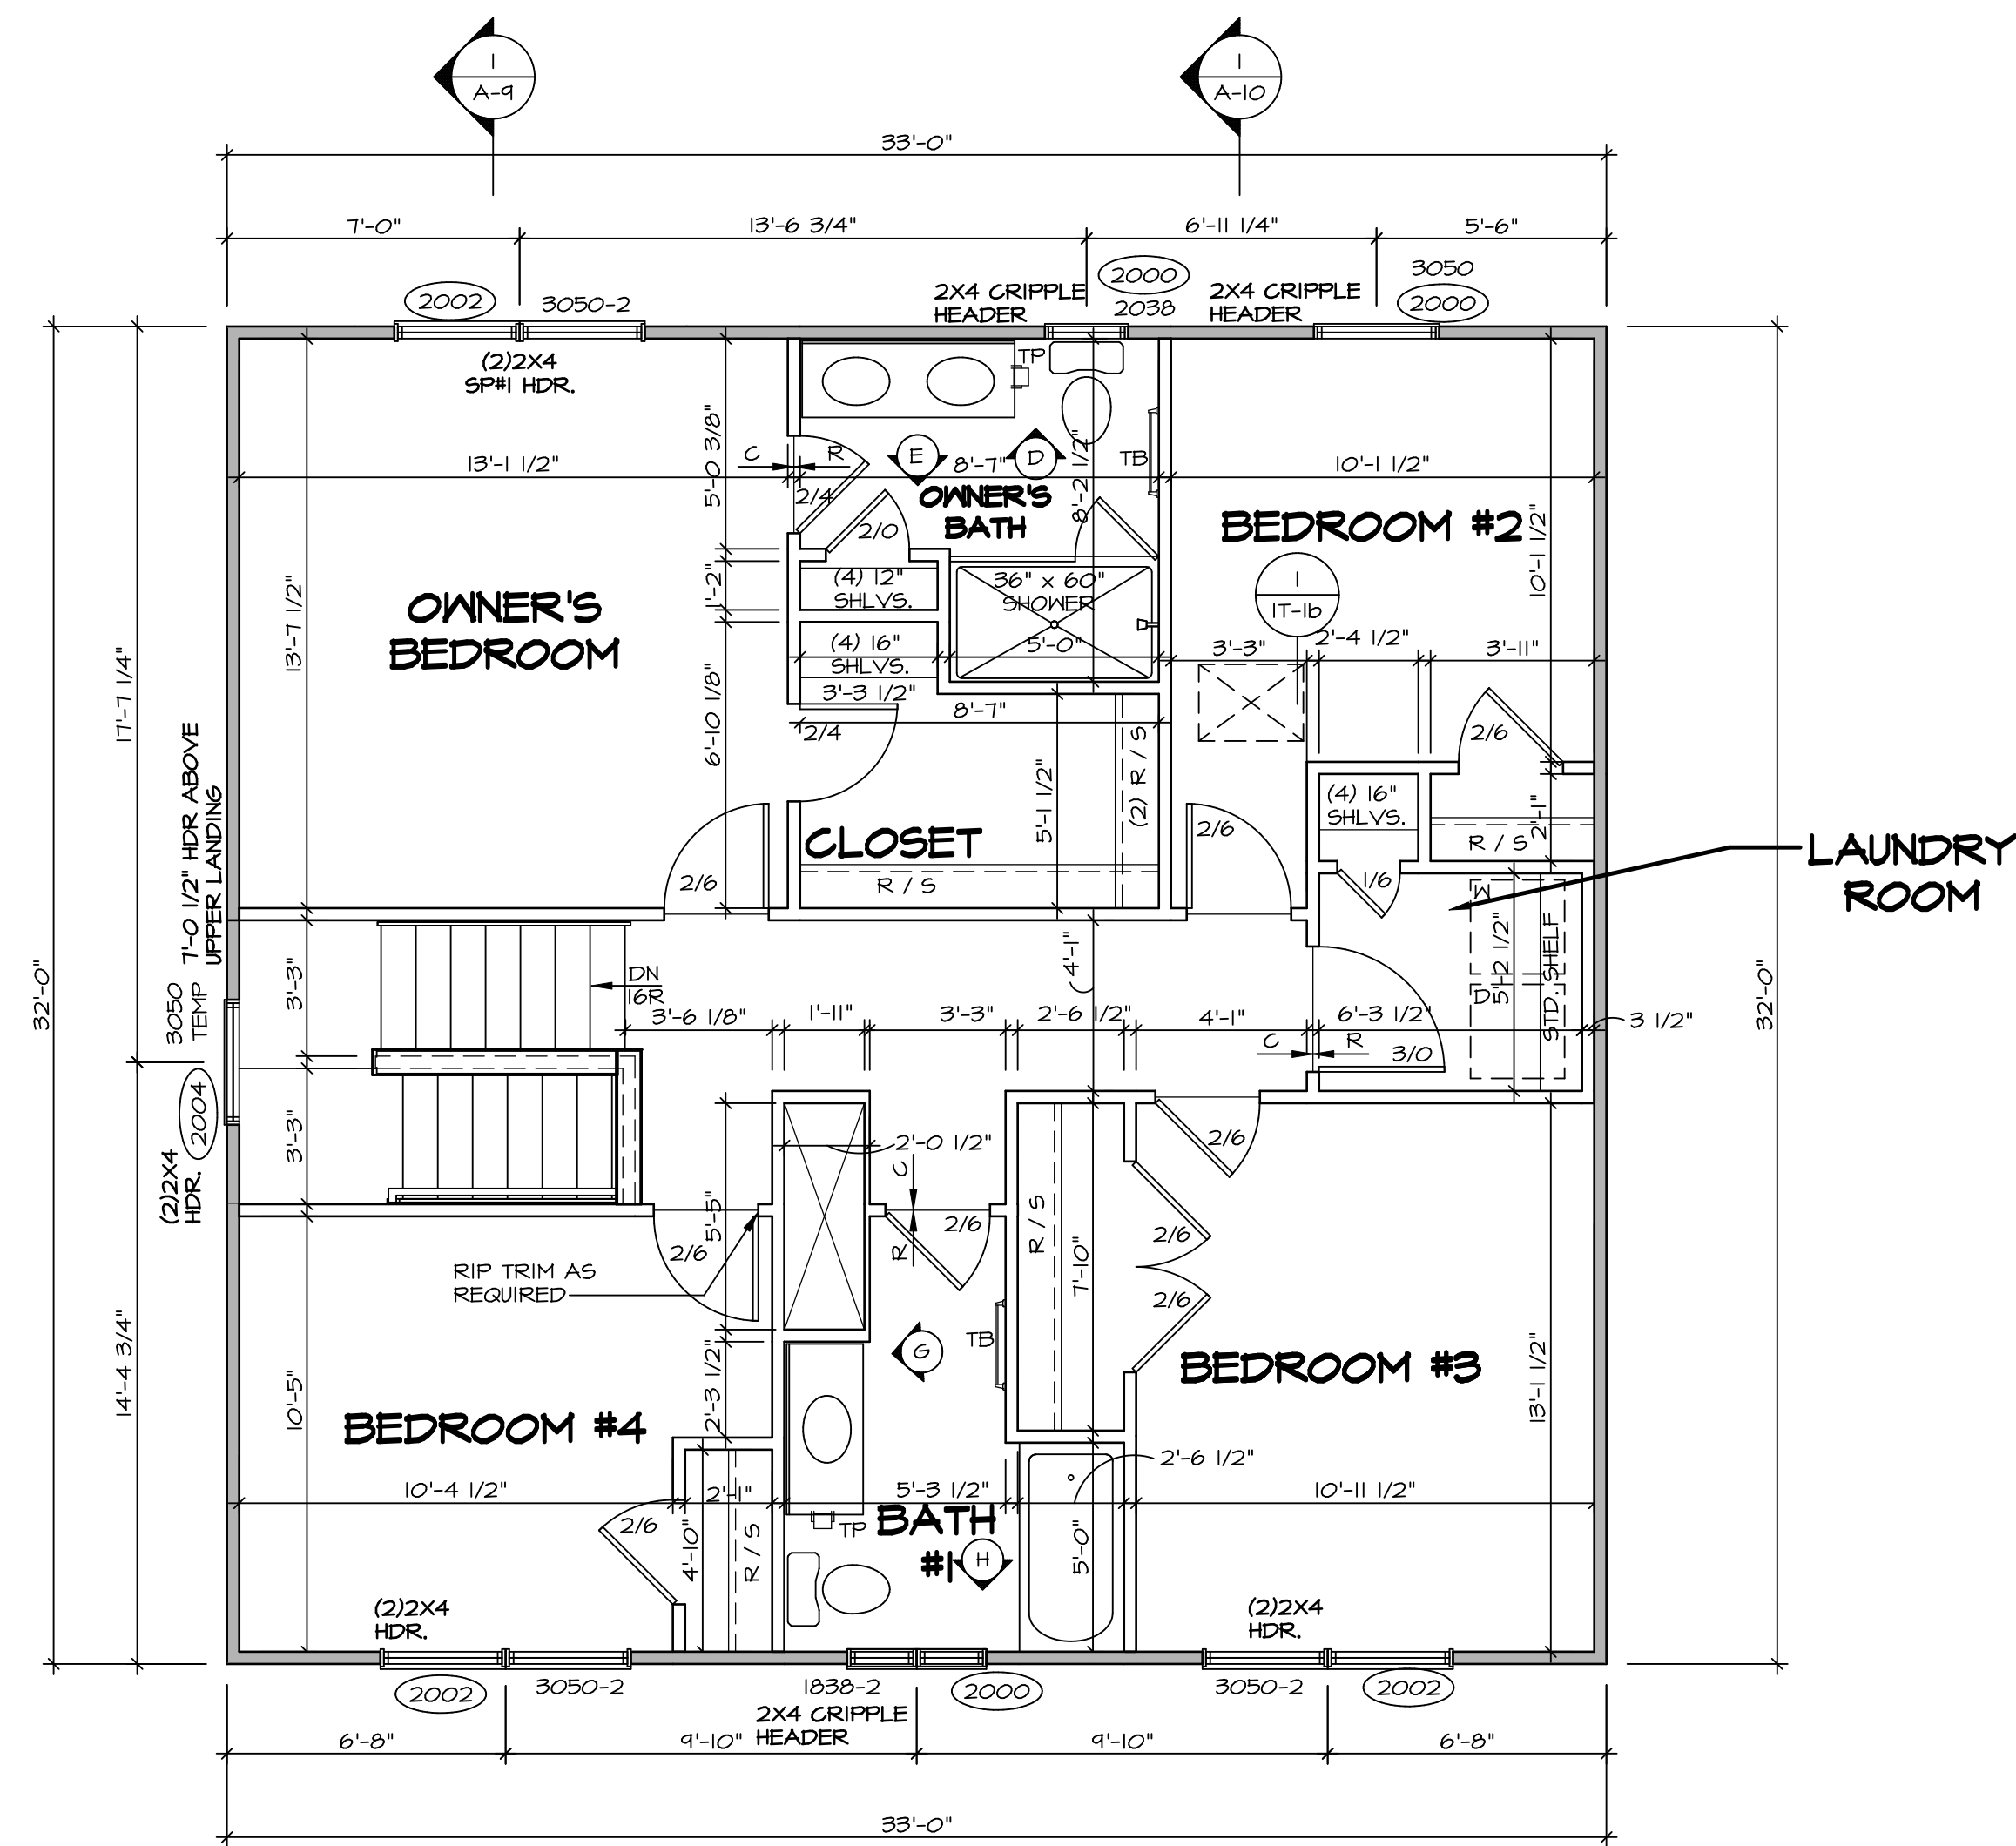 1
A-9
1
A-10
33'-0"
7'-0"
13'-6 3/4"
6'-11 1/4"
5'-6"
2002
3050-2
2X4 CRIPPLE
HEADER
2000
2038
2X4 CRIPPLE
HEADER
3050
2000
(2)2X4
SP#1 HDR.
TP
C
R
5'-0 3/8"
13'-1 1/2"
2/4
E
8'-7"
D
8'-2 1/2"
TB
10'-1 1/2"
OWNER'S
BATH
2/0
BEDROOM #2
10'-1 1/2"
1'-2"
(4) 12"
SHLVS.
36" x 60"
SHOWER
1
1T-1b
OWNER'S
BEDROOM
13'-7 1/2"
(4) 16"
SHLVS.
5'-0"
3'-3"
2'-4 1/2"
3'-11"
17'-7 1/4"
6'-10 1/8"
3'-3 1/2"
8'-7"
2/4
(2) R / S
2/6
7'-0 1/2" HDR ABOVE
UPPER LANDING
5'-1 1/2"
CLOSET
2/6
(4) 16"
SHLVS.
2'-1"
R / S
LAUNDRY
ROOM
2/6
R / S
1/6
W
32'-0"
3050
TEMP
3'-3"
DN
16R
4'-1"
5'-2 1/2"
D
STD. SHELF
32'-0"
3'-6 1/8"
1'-11"
3'-3"
2'-6 1/2"
4'-1"
6'-3 1/2"
3 1/2"
C
R
3/0
2004
(2)2X4
HDR.
3'-3"
2'-0 1/2"
C
2/6
5'-5"
2/6
R
2/6
R / S
2/6
RIP TRIM AS
REQUIRED
7'-10"
2/6
14'-4 3/4"
G
TB
2'-3 1/2"
BEDROOM #3
13'-1 1/2"
10'-5"
BEDROOM #4
2'-6 1/2"
10'-4 1/2"
2'-1"
5'-3 1/2"
10'-11 1/2"
2/6
4'-10"
R / S
TP
BATH
#1
H
5'-0"
(2)2X4
HDR.
(2)2X4
HDR.
2002
3050-2
1838-2
2000
3050-2
2002
2X4 CRIPPLE
HEADER
6'-8"
9'-10"
9'-10"
6'-8"
33'-0"